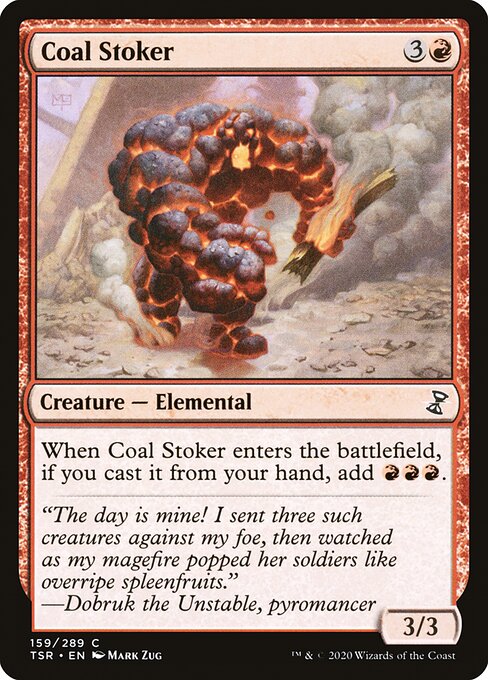 Coal Stoker 3
Creature — Elemental
When Coal Stoker enters the battlefield,
if you cast it from your hand, add .
“The day is mine! I sent three such
creatures against my foe, then watched
as my magefire popped her soldiers like
overripe spleenfruits.”
—Dobruk the Unstable, pyromancer
3/3
159/289 C
TSR • EN Mark Zug
™ & © 2020 Wizards of the Coast